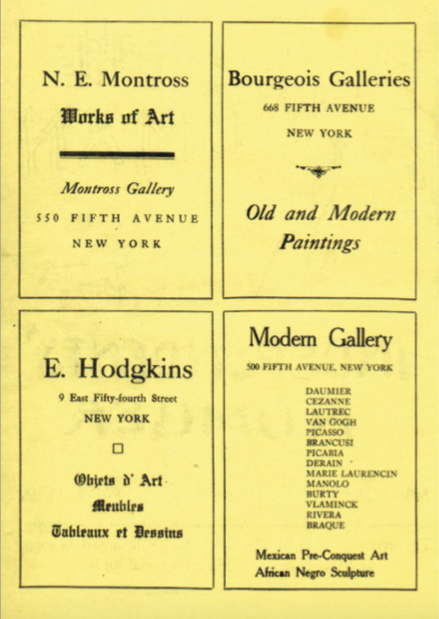 N. E. Montross
Works of Art
Montross Gallery
550 FIFTH AVENUE
NEW YORK
Bourgeois Galleries
668 FIFTH AVENUE
NEW YORK
Old and Modern
Paintings
E. Hodgkins
9 East Fifty-fourth Street
NEW YORK
Objets d' Art
Meubles
Tableaux et Dessins
Modern Gallery
500 FIFTH AVENUE, NEW YORK
DAUMIER
CEZANNE
LAUTREC
VAN GOGH
PICASSO
BRANCUSI
PICABIA
DERAIN
MARIE LAURENCIN
MANOLO
BURTY
VLAMINCK
RIVERA
BRAQUE
Mexican Pre-Conquest Art
African Negro Sculpture